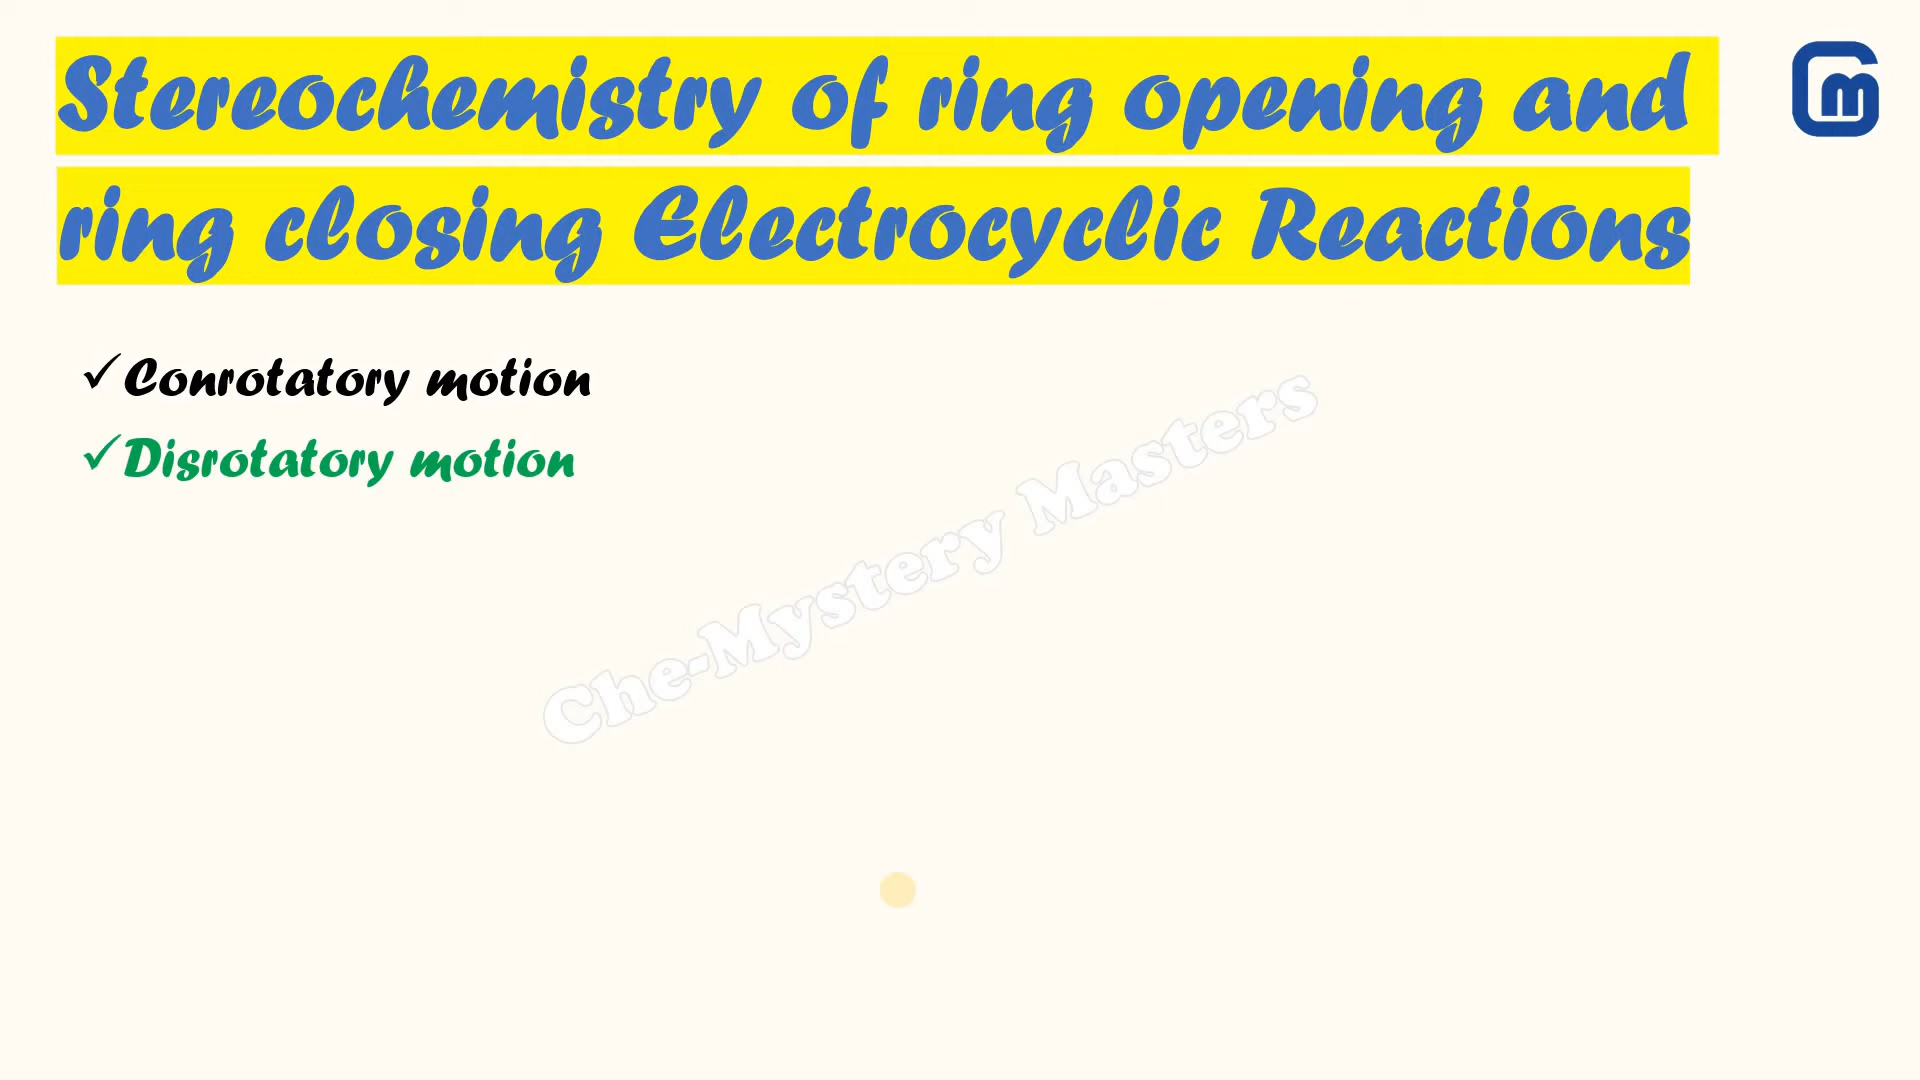 Stereochemistry of ring opening and
ring closing Electrocyclic Reactions
✓Conrotatory motion
✓Disrotatory motion
Che-Mystery Masters